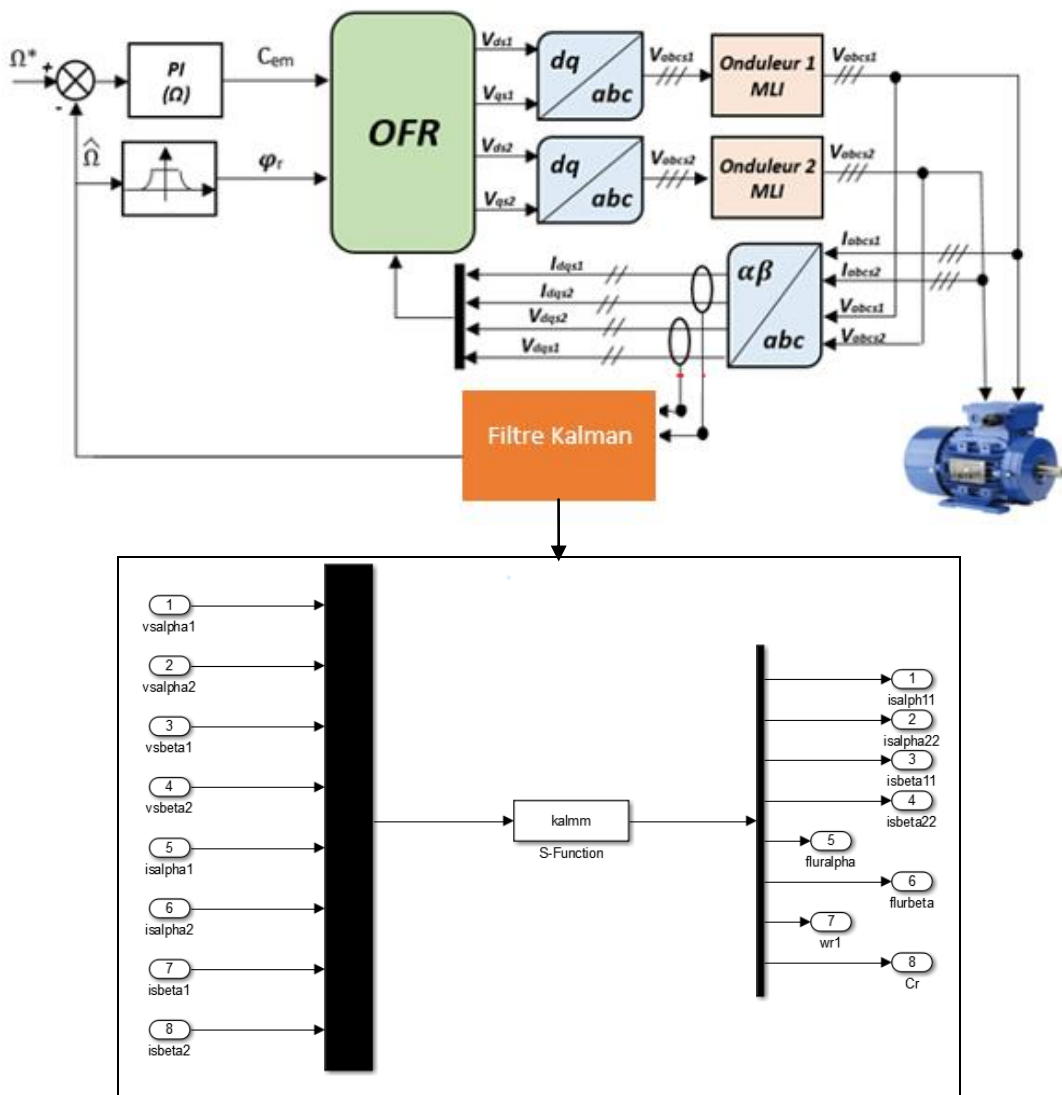 Ω*
+
-
PI
(Ω)
Cem
Ω̂
φr
OFR
Vds1
Vqs1
Vds2
Vqs2
dq
abc
dq
abc
Vabcs1
Vabcs2
Onduleur 1
MLI
Onduleur 2
MLI
Vabcs1
Vabcs2
Idqs1
Idqs2
Vdqs2
Vdqs1
αβ
abc
Iabcs1
Iabcs2
Vabcs1
Vabcs2
Filtre Kalman
1
vsalpha1
2
vsalpha2
3
vsbeta1
4
vsbeta2
5
isalpha1
6
isalpha2
7
isbeta1
8
isbeta2
kalmm
S-Function
1
isalph11
2
isalpha22
3
isbeta11
4
isbeta22
5
fluralpha
6
flurbeta
7
wr1
8
Cr